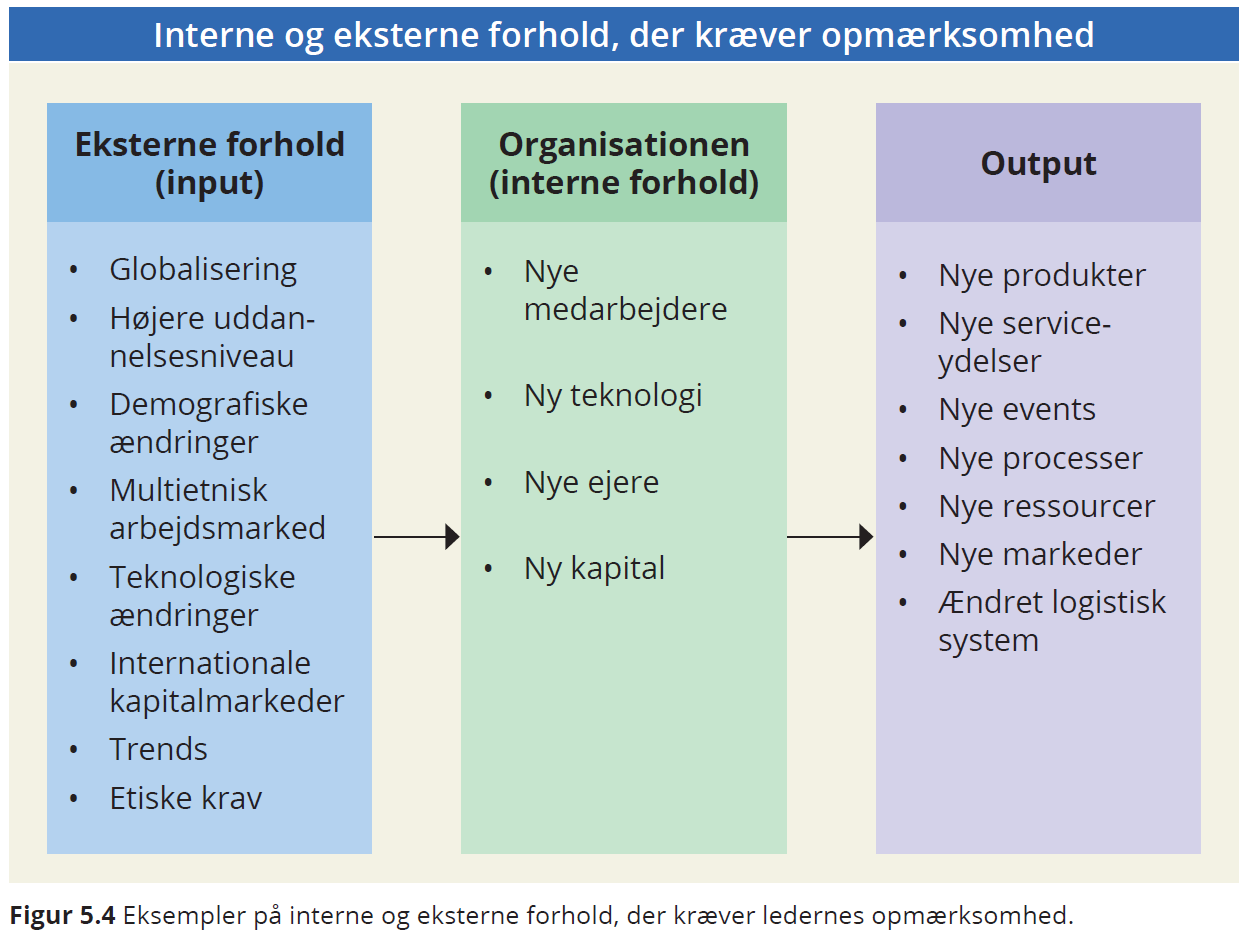 Interne og eksterne forhold, der kræver opmærksomhed
Eksterne forhold
(input)
• Globalisering
• Højere uddan-
nelsesniveau
• Demografiske
ændringer
• Multietnisk
arbejdsmarked
• Teknologiske
ændringer
• Internationale
kapitalmarkeder
• Trends
• Etiske krav
Organisationen
(interne forhold)
• Nye
medarbejdere
• Ny teknologi
• Nye ejere
• Ny kapital
Output
• Nye produkter
• Nye service-
ydelser
• Nye events
• Nye processer
• Nye ressourcer
• Nye markeder
• Ændret logistisk
system
Figur 5.4 Eksempler på interne og eksterne forhold, der kræver ledernes opmærksomhed.